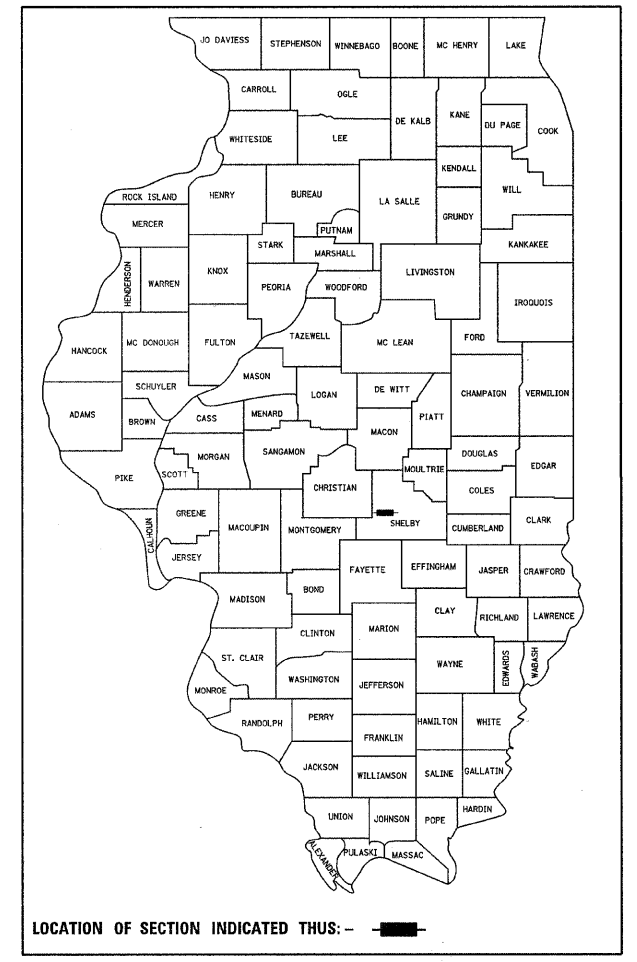 JO DAVIESS STEPHENSON WINNEBAGO BOONE MC HENRY LAKE
CARROLL OGLE DE KALB KANE DU PAGE COOK
WHITESIDE LEE
KENDALL
ROCK ISLAND HENRY BUREAU LA SALLE WILL
MERCER PUTNAM GRUNDY
STARK MARSHALL KANKAKEE
HENDERSON WARREN KNOX PEORIA WOODFORD LIVINGSTON IROQUOIS
HANCOCK MC DONOUGH FULTON TAZEWELL MC LEAN FORD
MASON
SCHUYLER LOGAN DE WITT CHAMPAIGN VERMILION
ADAMS BROWN CASS MENARD MACON PIATT
MORGAN SANGAMON DOUGLAS EDGAR
PIKE SCOTT CHRISTIAN MOULTRIE COLES
GREENE MACOUPIN MONTGOMERY SHELBY CUMBERLAND CLARK
CALHOUN JERSEY
FAYETTE EFFINGHAM JASPER CRAWFORD
MADISON BOND CLAY RICHLAND LAWRENCE
CLINTON MARION
ST. CLAIR WAYNE EDWARDS WABASH
MONROE WASHINGTON JEFFERSON
RANDOLPH PERRY HAMILTON WHITE
FRANKLIN
JACKSON WILLIAMSON SALINE GALLATIN
UNION JOHNSON POPE HARDIN
ALEXANDER PULASKI MASSAC
LOCATION OF SECTION INDICATED THUS: -